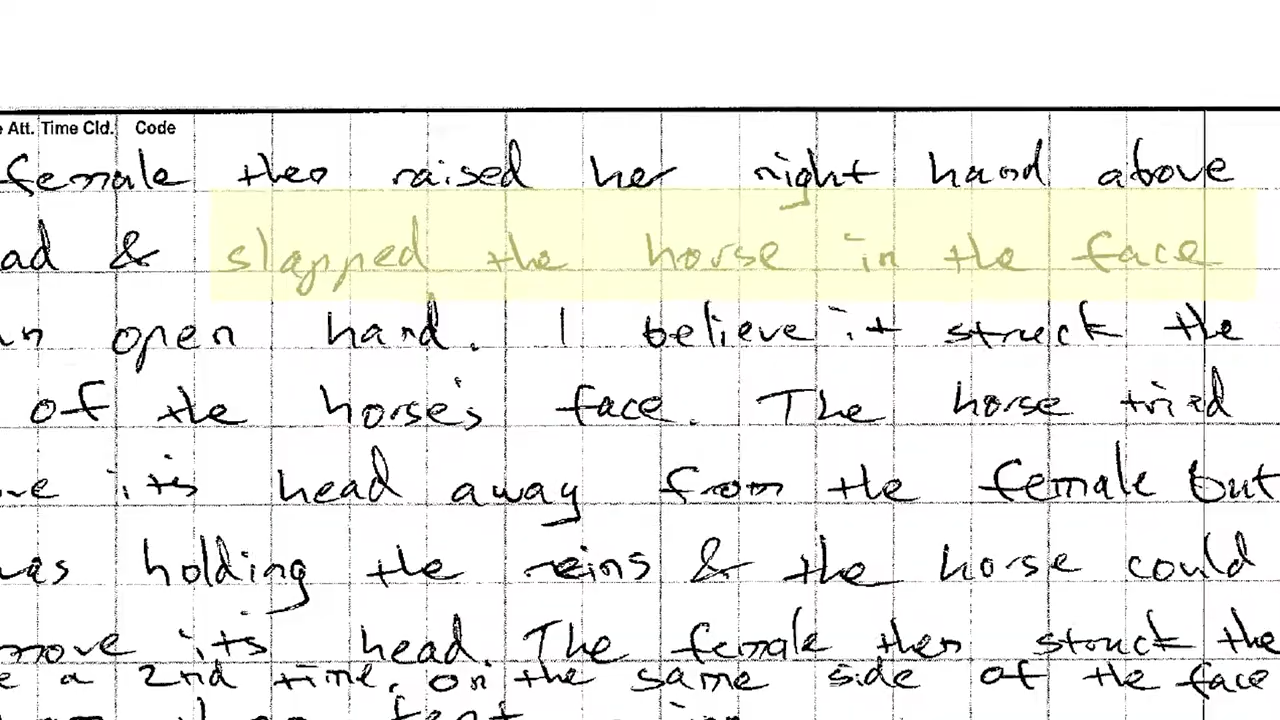 e Att. Time Cld. Code
female then raised her right hand above
ad & slapped the horse in the face
an open hand. I believe it struck the
of the horse's face. The horse tried
ove its head away from the female but
was holding the reins & the horse could
move its head. The female then struck the
e a 2nd time, on the same side of the face